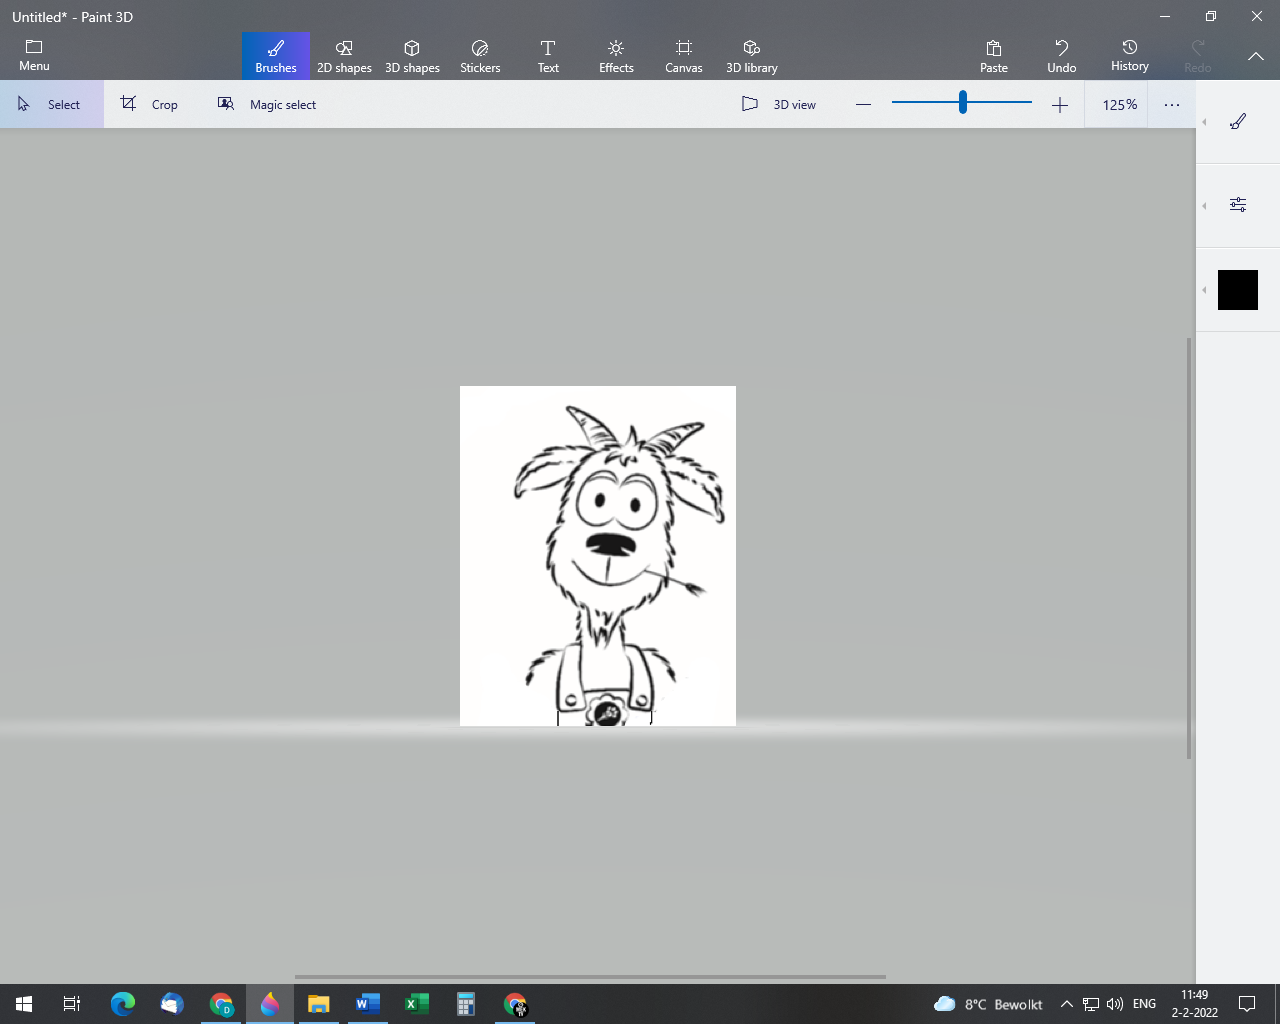 Untitled* - Paint 3D
Menu
Brushes
2D shapes
3D shapes
Stickers
Text
Effects
Canvas
3D library
Paste
Undo
History
Redo
Select
Crop
Magic select
3D view
125%
8°C Bewolkt
ENG
11:49
2-2-2022